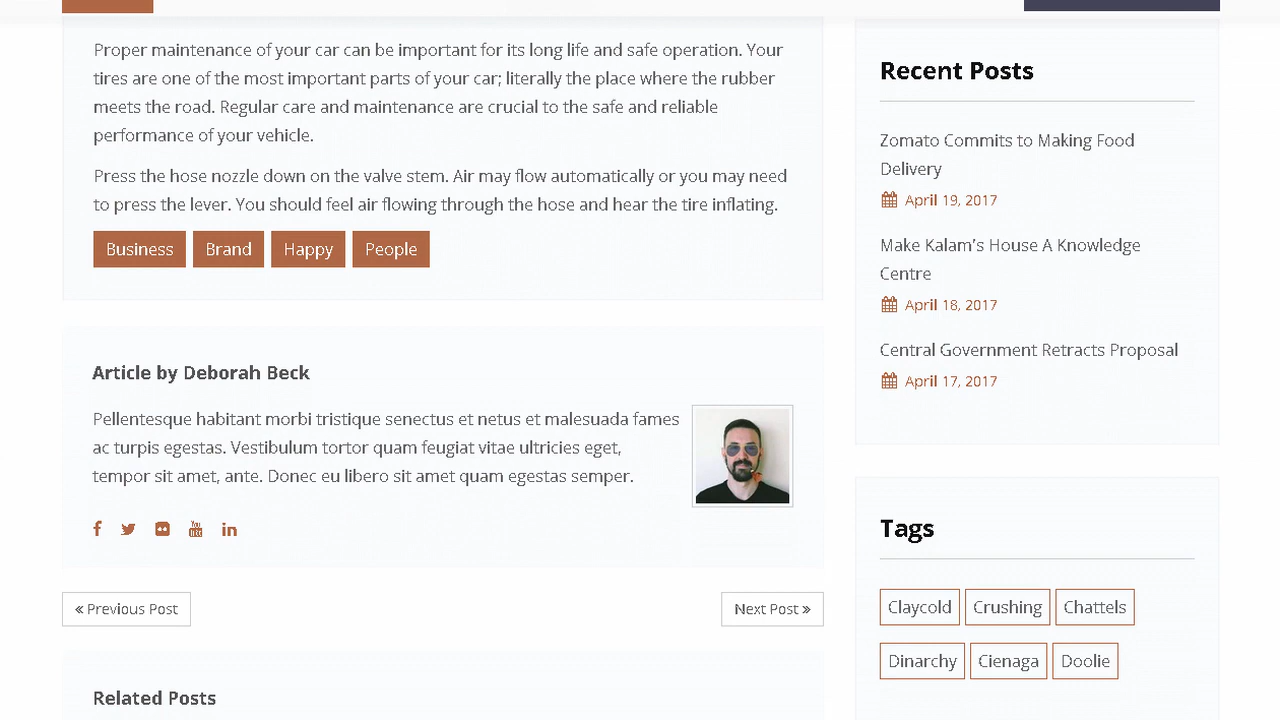 Proper maintenance of your car can be important for its long life and safe operation. Your
tires are one of the most important parts of your car; literally the place where the rubber
meets the road. Regular care and maintenance are crucial to the safe and reliable
performance of your vehicle.
Press the hose nozzle down on the valve stem. Air may flow automatically or you may need
to press the lever. You should feel air flowing through the hose and hear the tire inflating.
Business Brand Happy People
Article by Deborah Beck
Pellentesque habitant morbi tristique senectus et netus et malesuada fames
ac turpis egestas. Vestibulum tortor quam feugiat vitae ultricies eget,
tempor sit amet, ante. Donec eu libero sit amet quam egestas semper.
« Previous Post
Next Post »
Related Posts
Recent Posts
Zomato Commits to Making Food
Delivery
April 19, 2017
Make Kalam's House A Knowledge
Centre
April 18, 2017
Central Government Retracts Proposal
April 17, 2017
Tags
Claycold Crushing Chattels
Dinarchy Cienaga Doolie